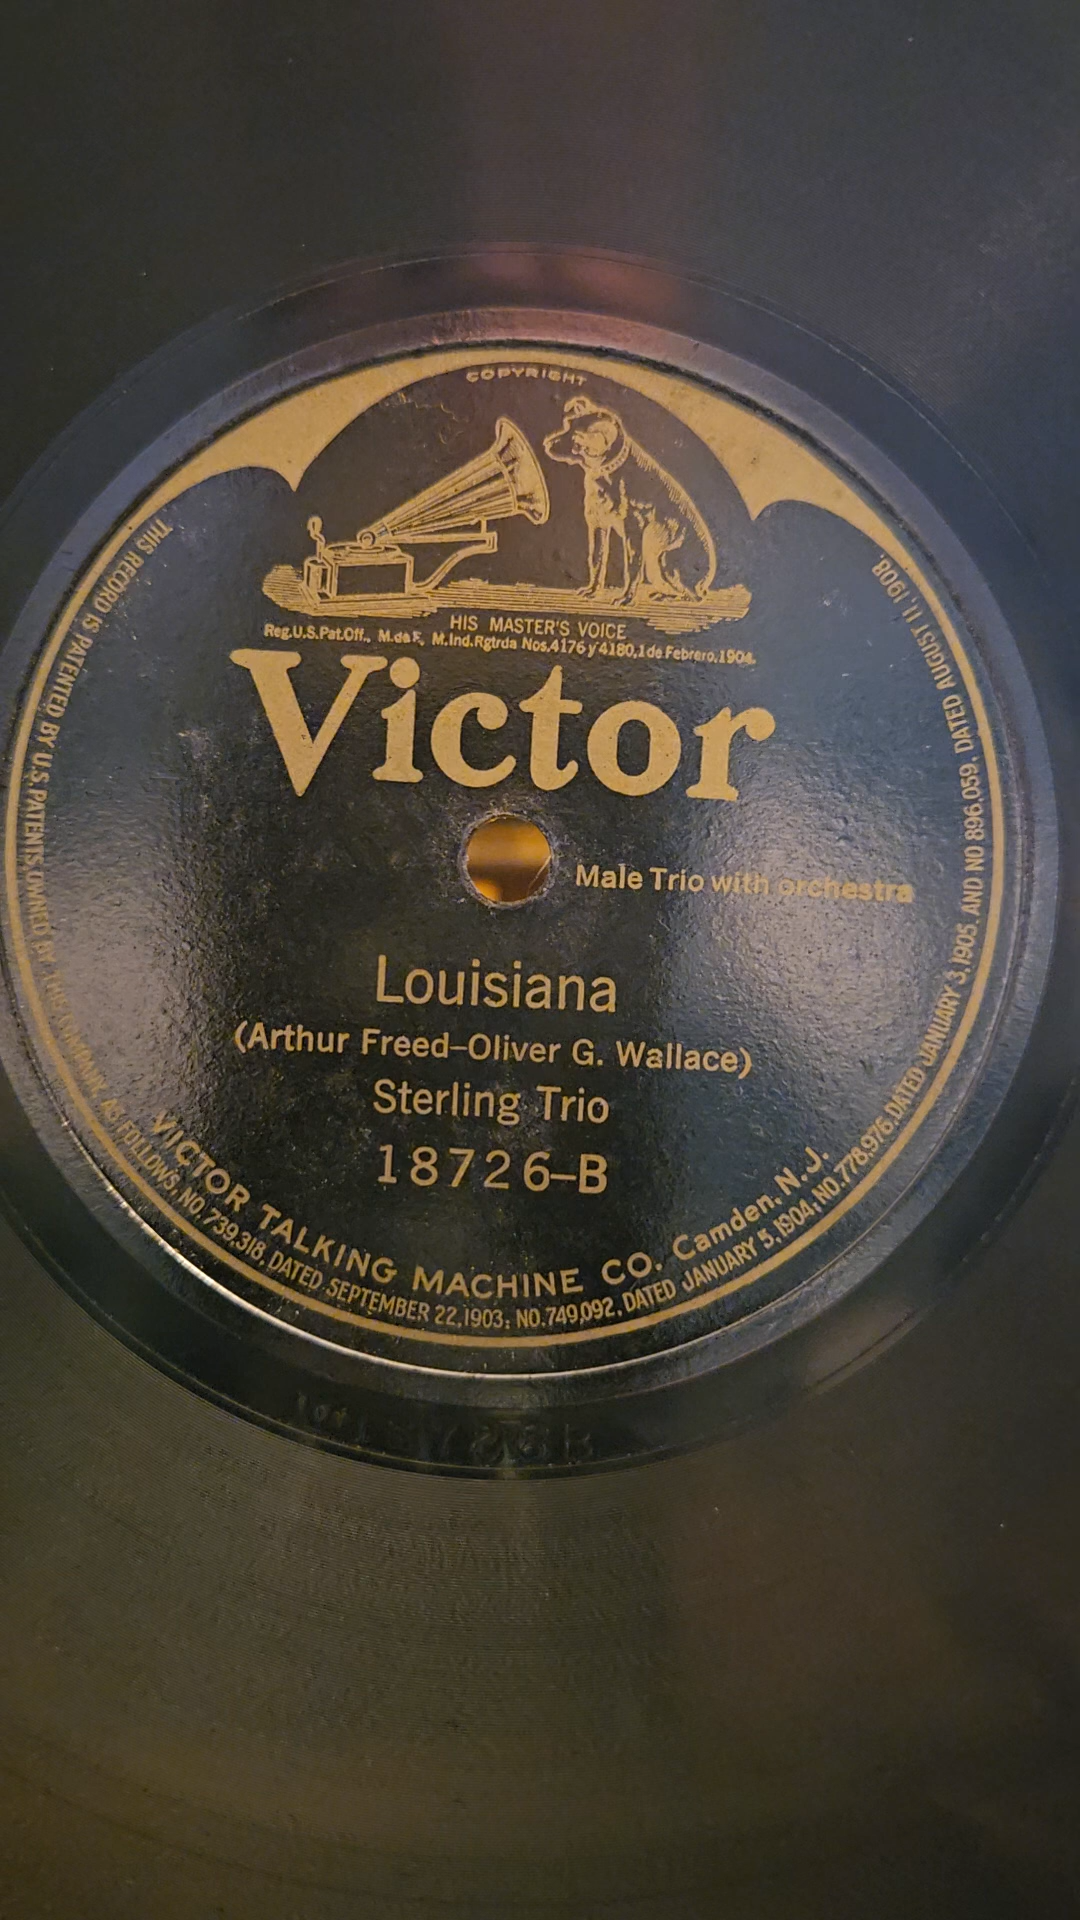 COPYRIGHT
HIS MASTER'S VOICE
Reg.U.S.Pat.Off., M.de F., M.Ind.Rgtrda Nos.4176 y 4180,1 de Febrero,1904.
Victor
Male Trio with orchestra
Louisiana
(Arthur Freed–Oliver G. Wallace)
Sterling Trio
18726–B
VICTOR TALKING MACHINE CO. Camden, N. J.
THIS RECORD IS PATENTED BY U.S. PATENTS, OWNED BY THE COMPANY, AS FOLLOWS, NO.739,318, DATED SEPTEMBER 22,1903; NO.749,092, DATED JANUARY 5,1904; NO.778,976, DATED JANUARY 3,1905, AND NO 896,059, DATED AUGUST 11, 1908.